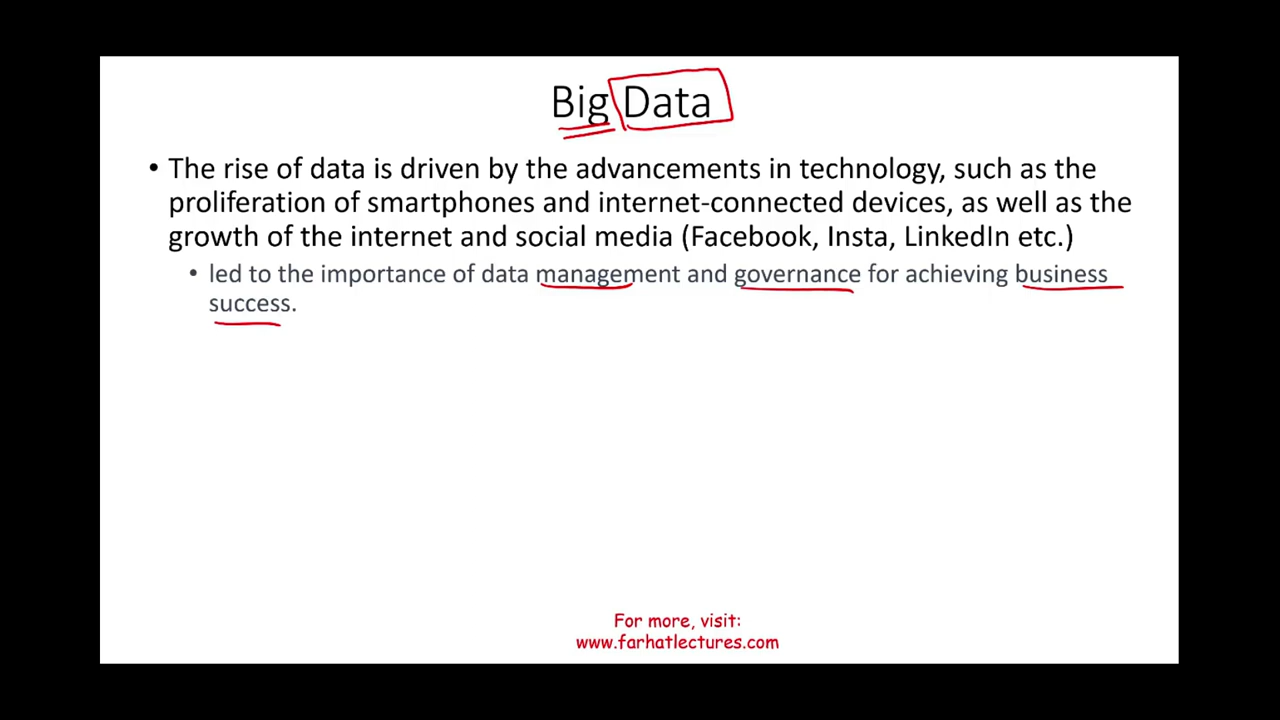 Big Data
• The rise of data is driven by the advancements in technology, such as the
proliferation of smartphones and internet-connected devices, as well as the
growth of the internet and social media (Facebook, Insta, LinkedIn etc.)
• led to the importance of data management and governance for achieving business
success.
For more, visit:
www.farhatlectures.com